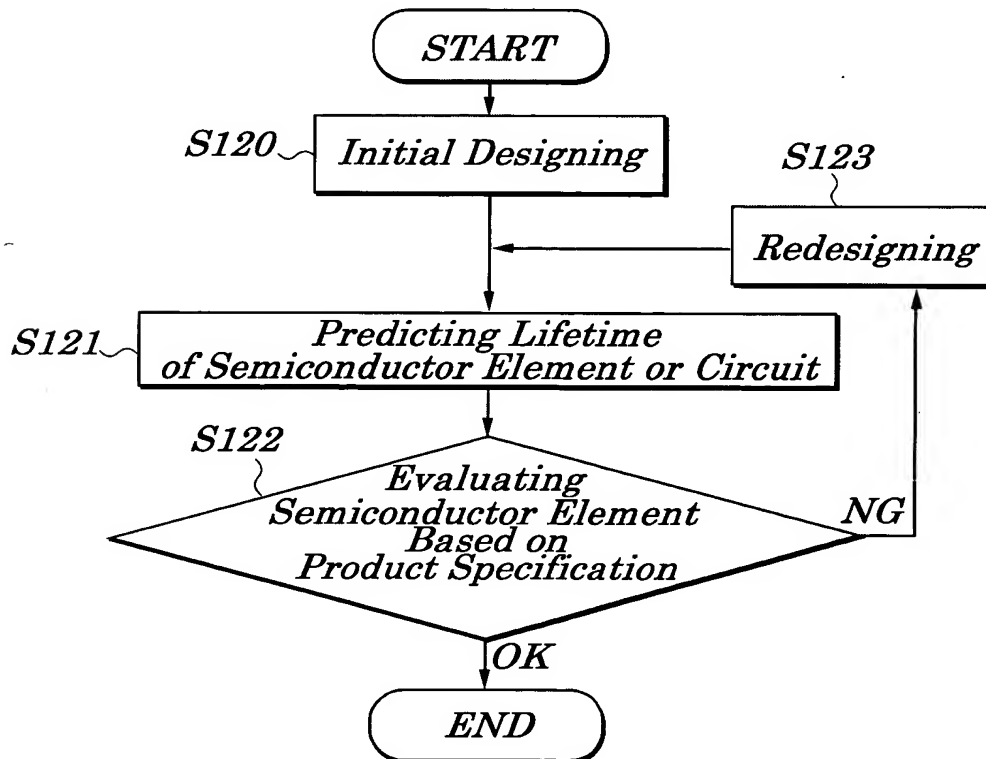 START
S120
Initial Designing
S123
Redesigning
S121
Predicting Lifetime
of Semiconductor Element or Circuit
S122
Evaluating
Semiconductor Element
Based on
Product Specification
NG
OK
END